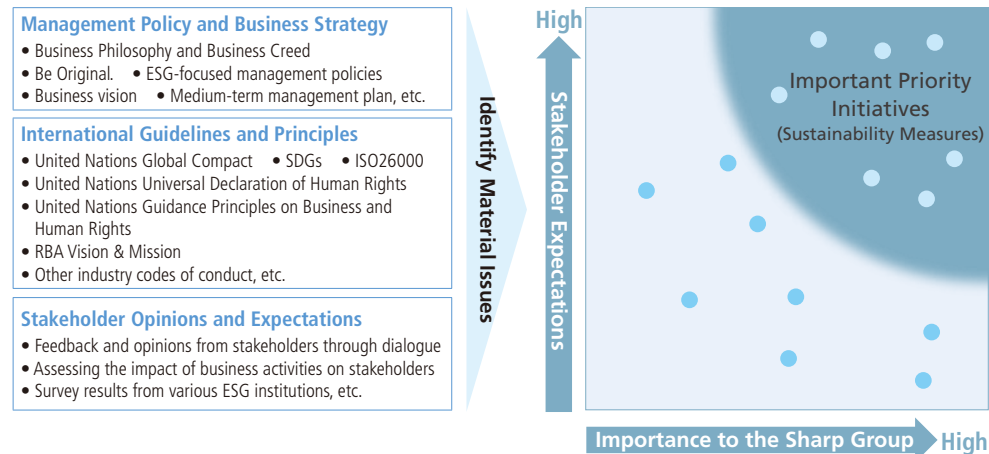 Management Policy and Business Strategy
• Business Philosophy and Business Creed
• Be Original. • ESG-focused management policies
• Business vision • Medium-term management plan, etc.
International Guidelines and Principles
• United Nations Global Compact • SDGs • ISO26000
• United Nations Universal Declaration of Human Rights
• United Nations Guidance Principles on Business and
Human Rights
• RBA Vision & Mission
• Other industry codes of conduct, etc.
Stakeholder Opinions and Expectations
• Feedback and opinions from stakeholders through dialogue
• Assessing the impact of business activities on stakeholders
• Survey results from various ESG institutions, etc.
Identify Material Issues
High
Stakeholder Expectations
Important Priority
Initiatives
(Sustainability Measures)
Importance to the Sharp Group
High